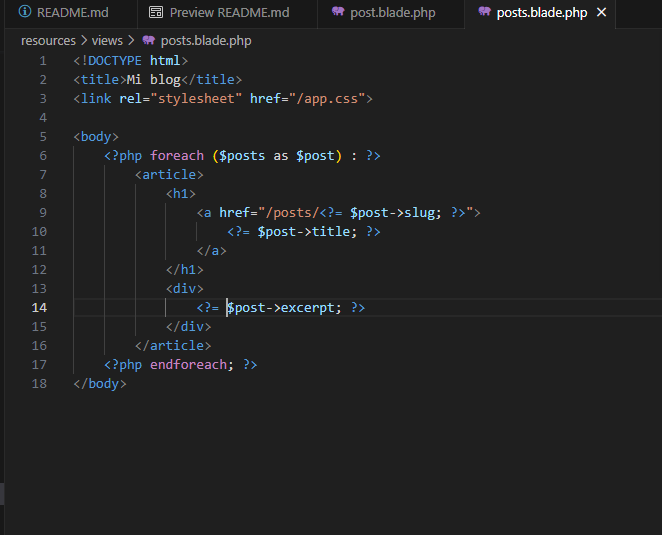 README.md Preview README.md post.blade.php posts.blade.php
resources > views > posts.blade.php
1 <!DOCTYPE html>
2 <title>Mi blog</title>
3 <link rel="stylesheet" href="/app.css">
4
5 <body>
6 <?php foreach ($posts as $post) : ?>
7 <article>
8 <h1>
9 <a href="/posts/<?= $post->slug; ?>">
10 <?= $post->title; ?>
11 </a>
12 </h1>
13 <div>
14 <?= $post->excerpt; ?>
15 </div>
16 </article>
17 <?php endforeach; ?>
18 </body>